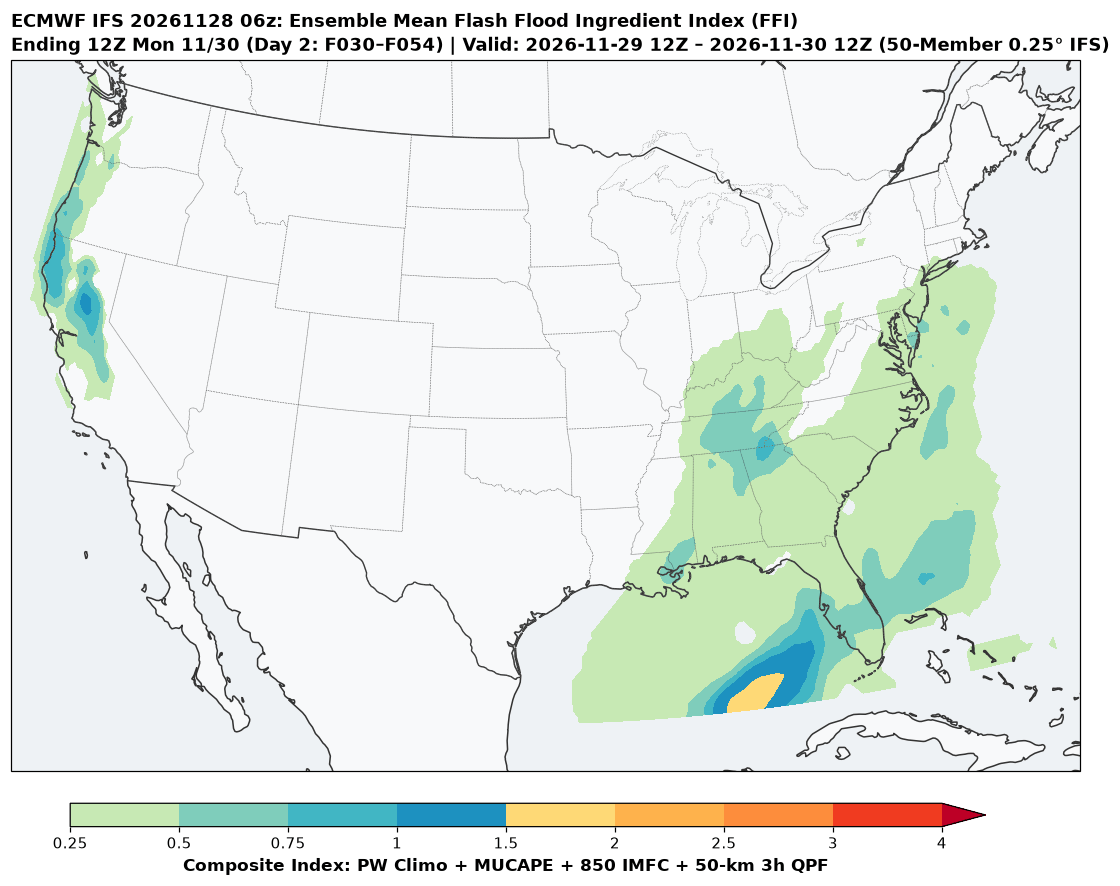 ECMWF IFS 20261128 06z: Ensemble Mean Flash Flood Ingredient Index (FFI)
Ending 12Z Mon 11/30 (Day 2: F030–F054) | Valid: 2026-11-29 12Z – 2026-11-30 12Z (50-Member 0.25° IFS)
0.25 0.5 0.75 1 1.5 2 2.5 3 4
Composite Index: PW Climo + MUCAPE + 850 IMFC + 50-km 3h QPF